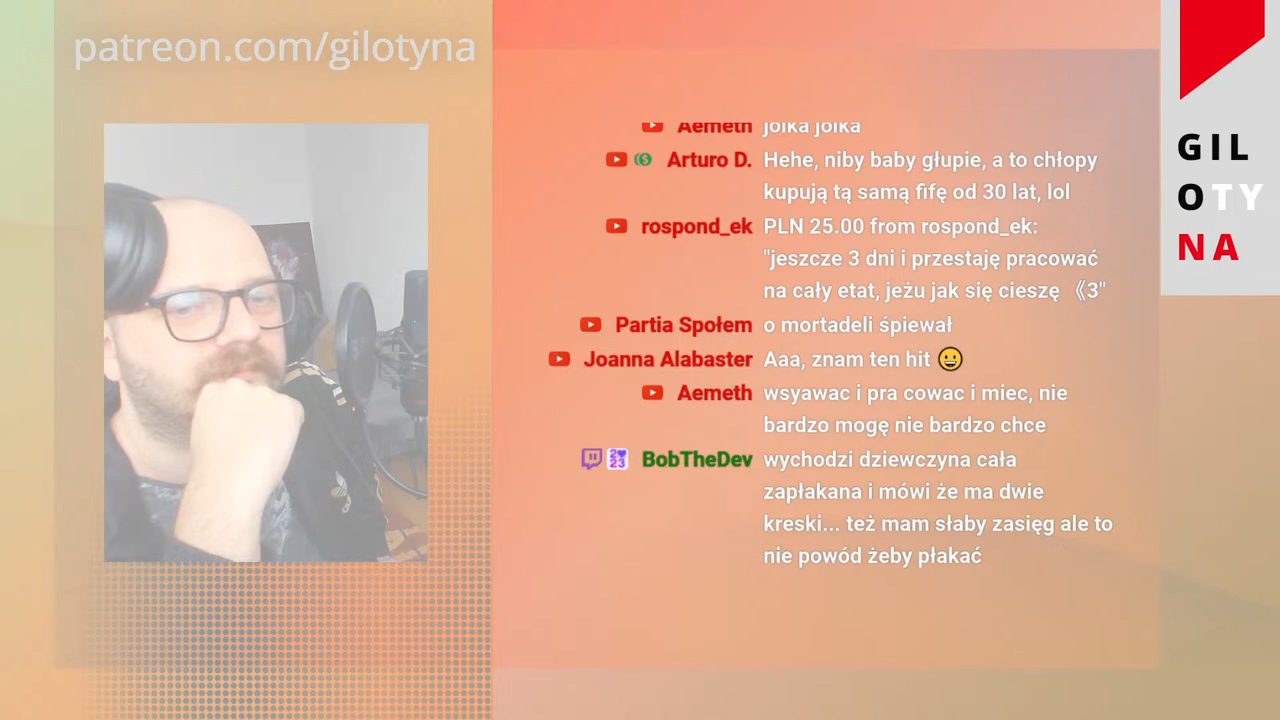 patreon.com/gilotyna
Aemeth jolka jolka
Arturo D. Hehe, niby baby głupie, a to chłopy
kupują tą samą fifę od 30 lat, lol
rospond_ek PLN 25.00 from rospond_ek:
"jeszcze 3 dni i przestaję pracować
na cały etat, jeżu jak się cieszę 《3"
Partia Społem o mortadeli śpiewał
Joanna Alabaster Aaa, znam ten hit 😀
Aemeth wsyawac i pra cowac i miec, nie
bardzo mogę nie bardzo chce
BobTheDev wychodzi dziewczyna cała
zapłakana i mówi że ma dwie
kreski... też mam słaby zasięg ale to
nie powód żeby płakać
GIL
OTY
NA